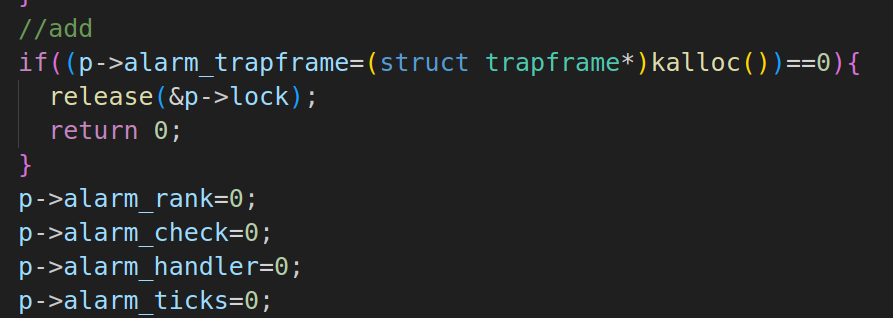 }
//add
if((p->alarm_trapframe=(struct trapframe*)kalloc())==0){
  release(&p->lock);
  return 0;
}
p->alarm_rank=0;
p->alarm_check=0;
p->alarm_handler=0;
p->alarm_ticks=0;